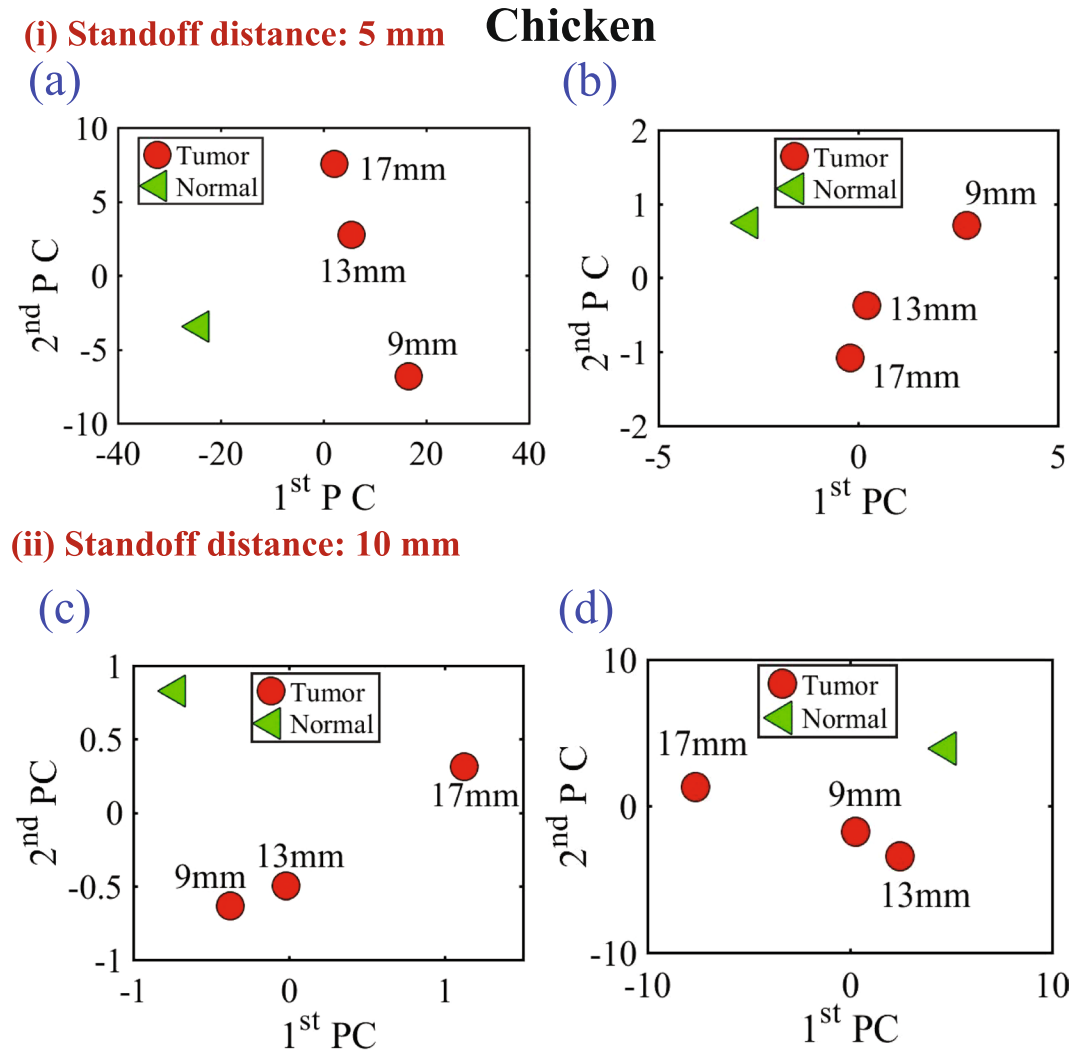 (i) Standoff distance: 5 mm Chicken
(a)
Tumor
Normal
17mm
13mm
9mm
10
5
0
-5
-10
-40 -20 0 20 40
2nd P C
1st P C
(b)
Tumor
Normal
9mm
13mm
17mm
2
1
0
-1
-2
-5 0 5
2nd P C
1st PC
(ii) Standoff distance: 10 mm
(c)
Tumor
Normal
17mm
13mm
9mm
1
0.5
0
-0.5
-1
-1 0 1
2nd PC
1st PC
(d)
Tumor
Normal
17mm
9mm
13mm
10
0
-10
-10 0 10
2nd P C
1st PC